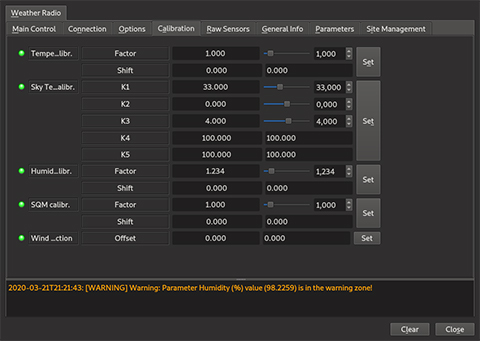 Weather Radio
Main Control Connection Options Calibration Raw Sensors General Info Parameters Site Management
Tempe...libr. Factor 1.000 1,000 Set
Shift 0.000 0.000
Sky Te...alibr. K1 33.000 33,000 Set
K2 0.000 0,000
K3 4.000 4,000
K4 100.000 100.000
K5 100.000 100.000
Humid...libr. Factor 1.234 1,234 Set
Shift 0.000 0.000
SQM calibr. Factor 1.000 1,000 Set
Shift 0.000 0.000
Wind ...ction Offset 0.000 0.000 Set
2020-03-21T21:21:43: [WARNING] Warning: Parameter Humidity (%) value (98.2259) is in the warning zone!
Clear Close